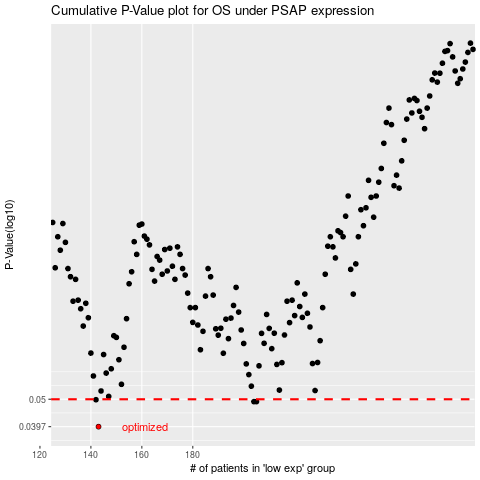 Cumulative P-Value plot for OS under PSAP expression
P-Value(log10)
0.05
0.0397
optimized
120 140 160 180
# of patients in 'low exp' group